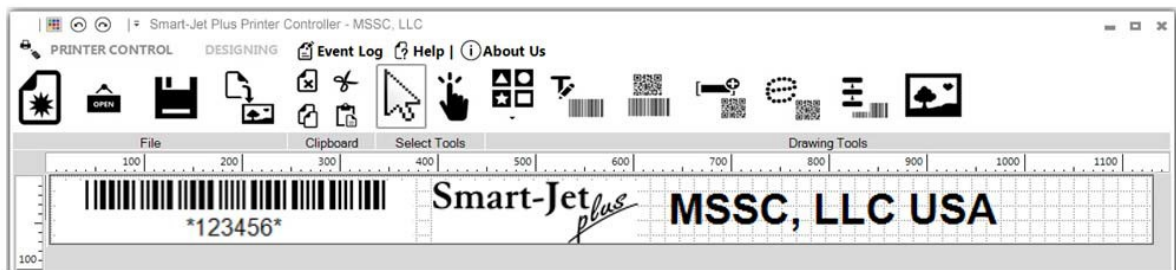 Smart-Jet Plus Printer Controller - MSSC, LLC
PRINTER CONTROL DESIGNING Event Log Help | About Us
OPEN
File Clipboard Select Tools Drawing Tools
100 200 300 400 500 600 700 800 900 1000 1100
Smart-Jet plus MSSC, LLC USA
*123456*
100